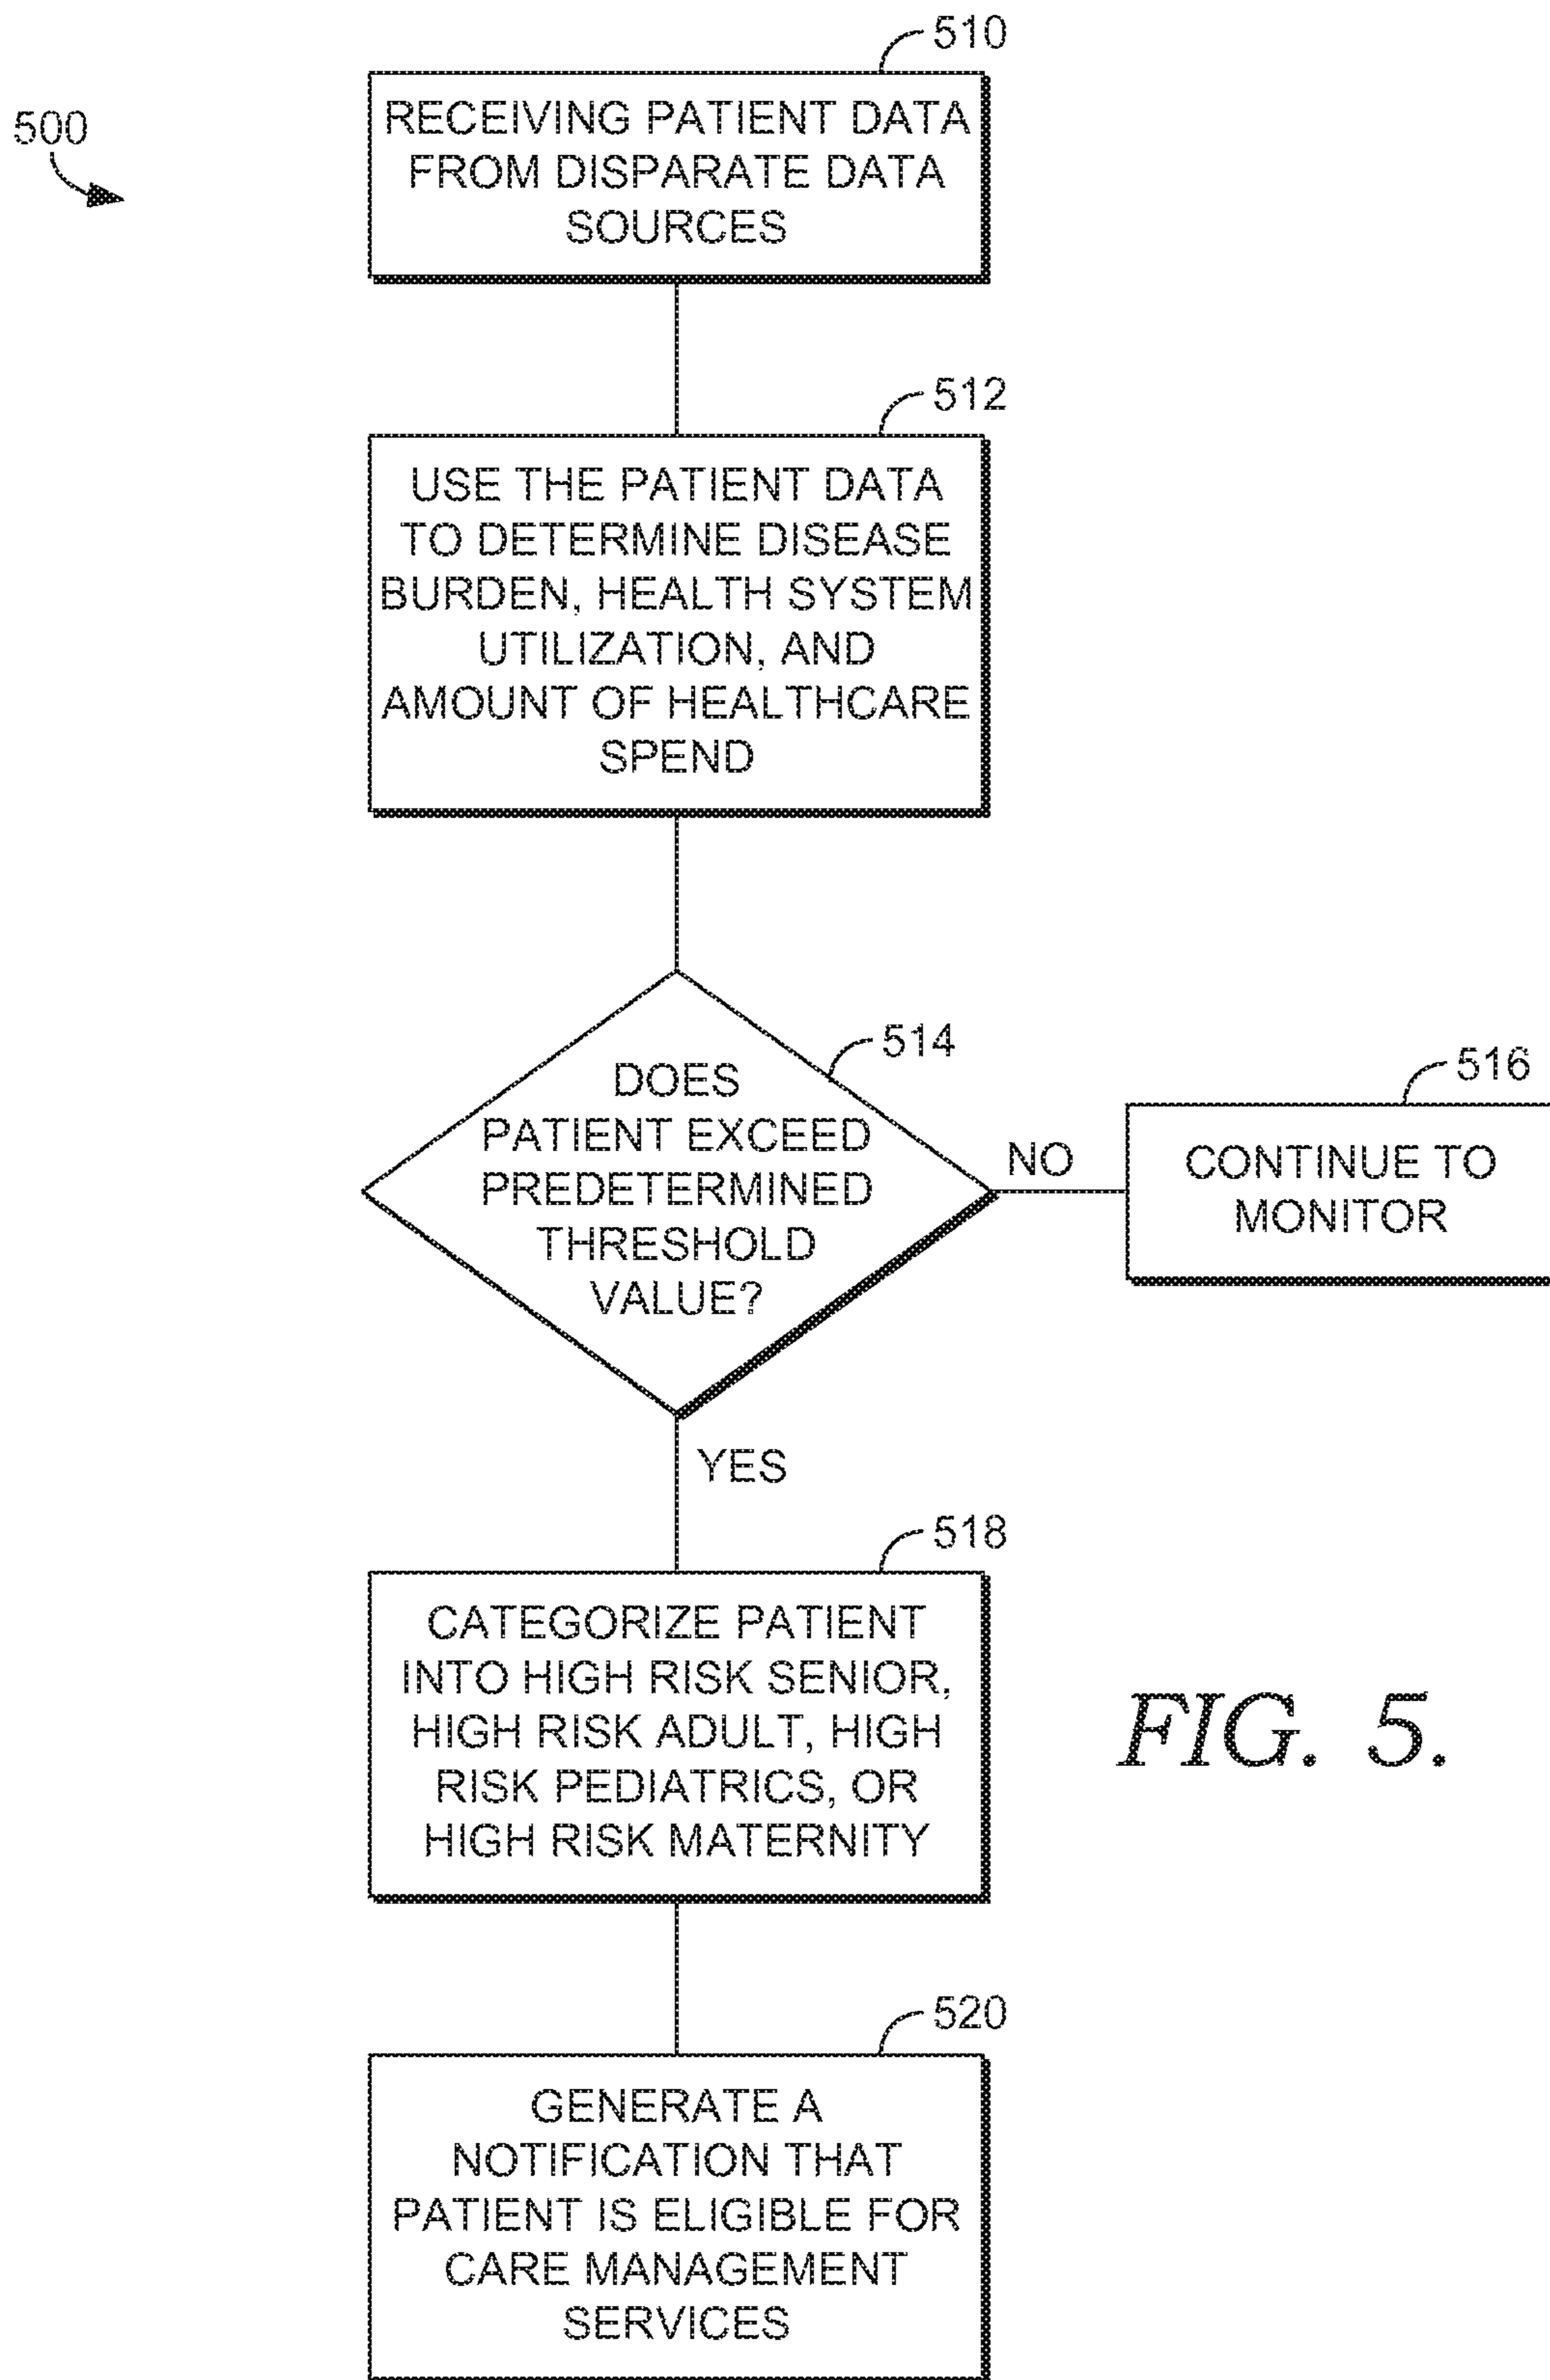 510
500
RECEIVING PATIENT DATA
FROM DISPARATE DATA
SOURCES
512
USE THE PATIENT DATA
TO DETERMINE DISEASE
BURDEN, HEALTH SYSTEM
UTILIZATION, AND
AMOUNT OF HEALTHCARE
SPEND
514
DOES
PATIENT EXCEED
PREDETERMINED
THRESHOLD
VALUE?
NO
516
CONTINUE TO
MONITOR
YES
518
CATEGORIZE PATIENT
INTO HIGH RISK SENIOR,
HIGH RISK ADULT, HIGH
RISK PEDIATRICS, OR
HIGH RISK MATERNITY
FIG. 5.
520
GENERATE A
NOTIFICATION THAT
PATIENT IS ELIGIBLE FOR
CARE MANAGEMENT
SERVICES